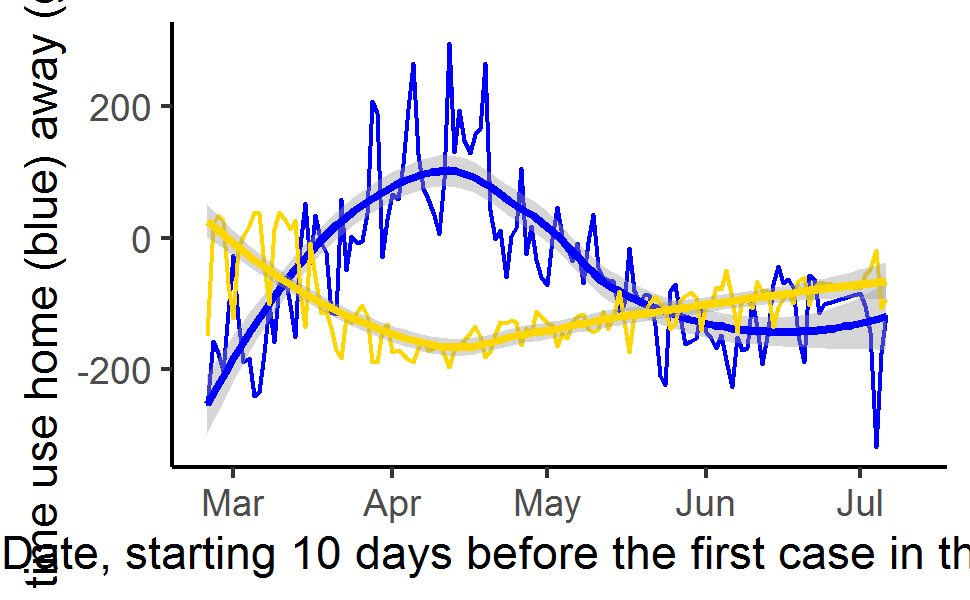 time use home (blue) away (
200
0
-200
Mar Apr May Jun Jul
Date, starting 10 days before the first case in th